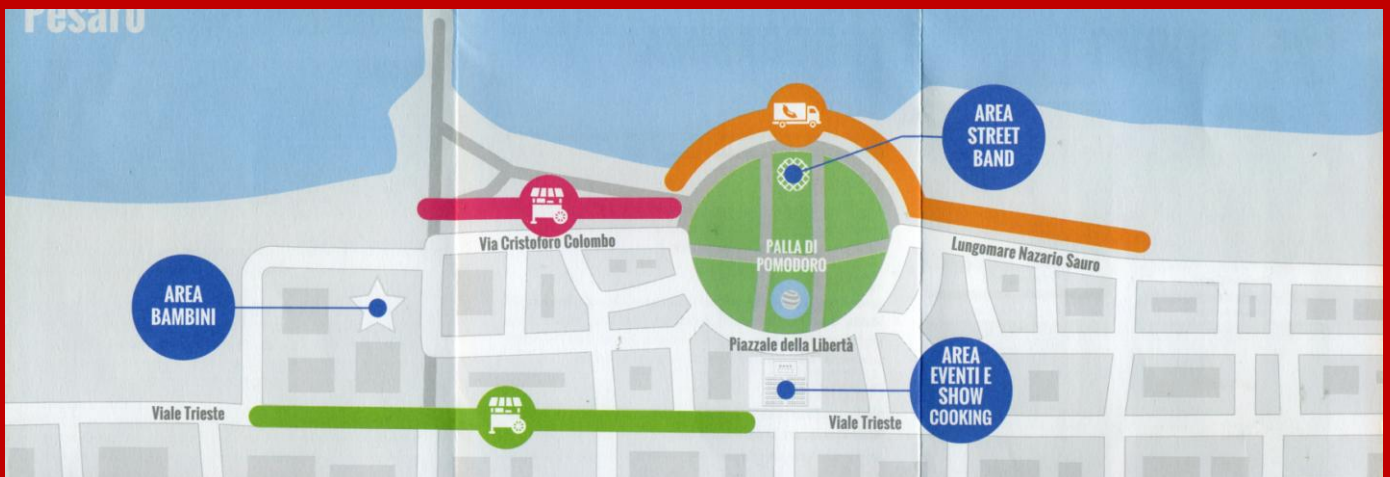 Pesaro
AREA
STREET
BAND
Via Cristoforo Colombo
PALLA DI
POMODORO
Lungomare Nazario Sauro
AREA
BAMBINI
Piazzale della Libertà
AREA
EVENTI E
SHOW
COOKING
Viale Trieste
Viale Trieste